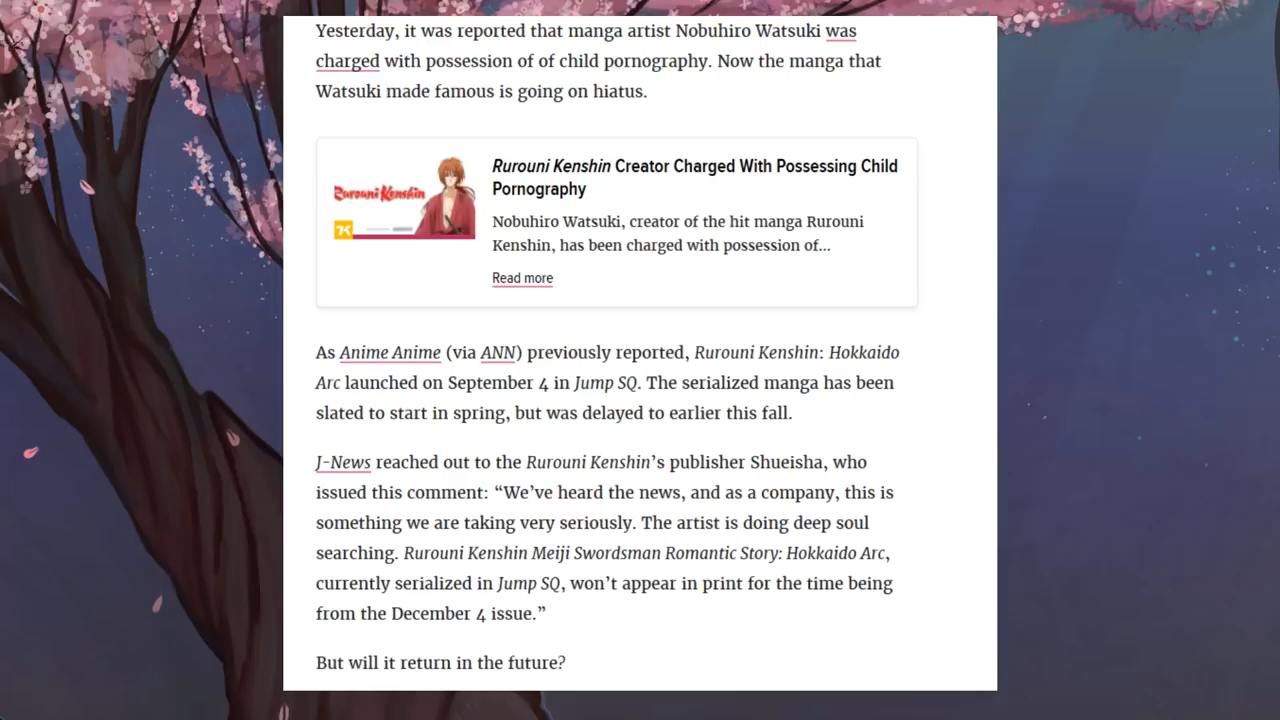 Yesterday, it was reported that manga artist Nobuhiro Watsuki was
charged with possession of of child pornography. Now the manga that
Watsuki made famous is going on hiatus.
Rurouni Kenshin
Rurouni Kenshin Creator Charged With Possessing Child
Pornography
Nobuhiro Watsuki, creator of the hit manga Rurouni
Kenshin, has been charged with possession of...
Read more
As Anime Anime (via ANN) previously reported, Rurouni Kenshin: Hokkaido
Arc launched on September 4 in Jump SQ. The serialized manga has been
slated to start in spring, but was delayed to earlier this fall.
J-News reached out to the Rurouni Kenshin’s publisher Shueisha, who
issued this comment: “We’ve heard the news, and as a company, this is
something we are taking very seriously. The artist is doing deep soul
searching. Rurouni Kenshin Meiji Swordsman Romantic Story: Hokkaido Arc,
currently serialized in Jump SQ, won’t appear in print for the time being
from the December 4 issue.”
But will it return in the future?